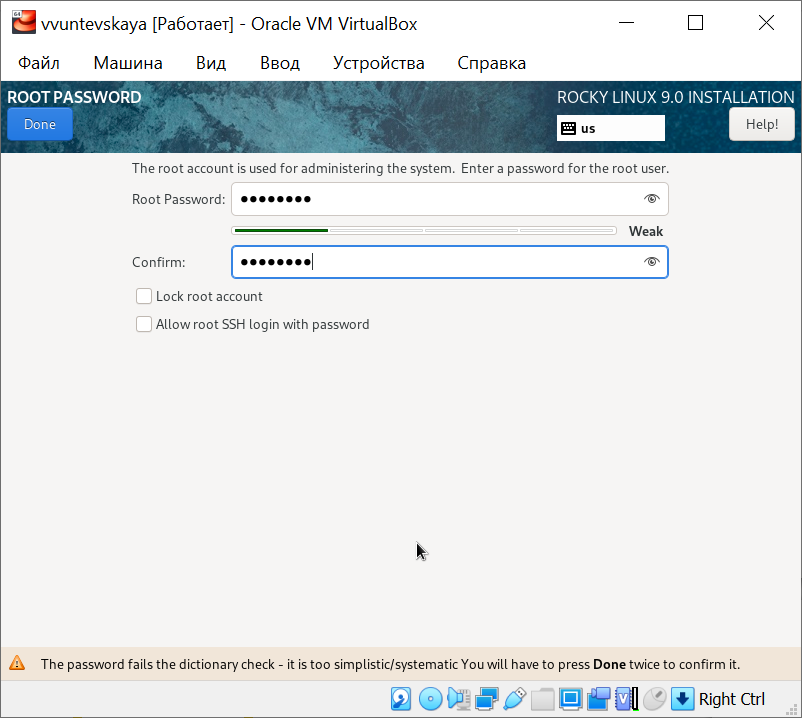 vvuntevskaya [Работает] - Oracle VM VirtualBox
Файл Машина Вид Ввод Устройства Справка
ROOT PASSWORD
ROCKY LINUX 9.0 INSTALLATION
Done
us
Help!
The root account is used for administering the system. Enter a password for the root user.
Root Password: ●●●●●●●●
Weak
Confirm: ●●●●●●●●
Lock root account
Allow root SSH login with password
The password fails the dictionary check - it is too simplistic/systematic You will have to press Done twice to confirm it.
Right Ctrl